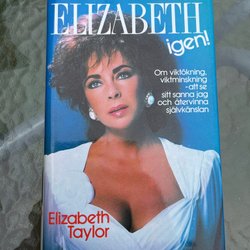 ELIZABETH
igen!
Om viktökning,
viktminskning
-att se
sitt sanna jag
och återvinna
självkänslan
Elizabeth
Taylor